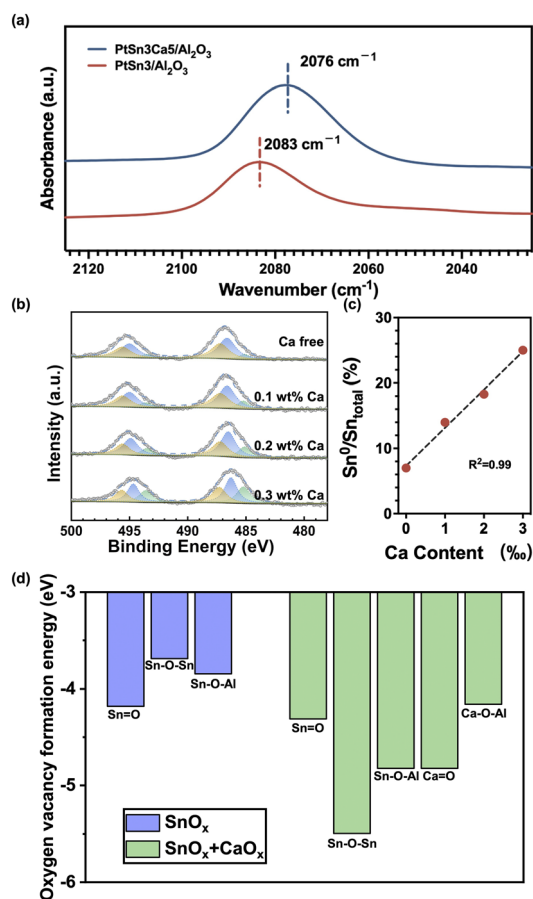 (a)
PtSn3Ca5/Al₂O₃
PtSn3/Al₂O₃
2076 cm⁻¹
2083 cm⁻¹
Absorbance (a.u.)
2120 2100 2080 2060 2040
Wavenumber (cm⁻¹)
(b)
Ca free
0.1 wt% Ca
0.2 wt% Ca
0.3 wt% Ca
Intensity (a.u.)
500 495 490 485 480
Binding Energy (eV)
(c)
30
20
10
0
Sn⁰/Sn_total (%)
R²=0.99
0 1 2 3
Ca Content (‰)
(d)
Oxygen vacancy formation energy (eV)
-3
-4
-5
-6
Sn=O
Sn-O-Sn
Sn-O-Al
Sn=O
Sn-O-Sn
Sn-O-Al
Ca=O
Ca-O-Al
SnOₓ
SnOₓ+CaOₓ